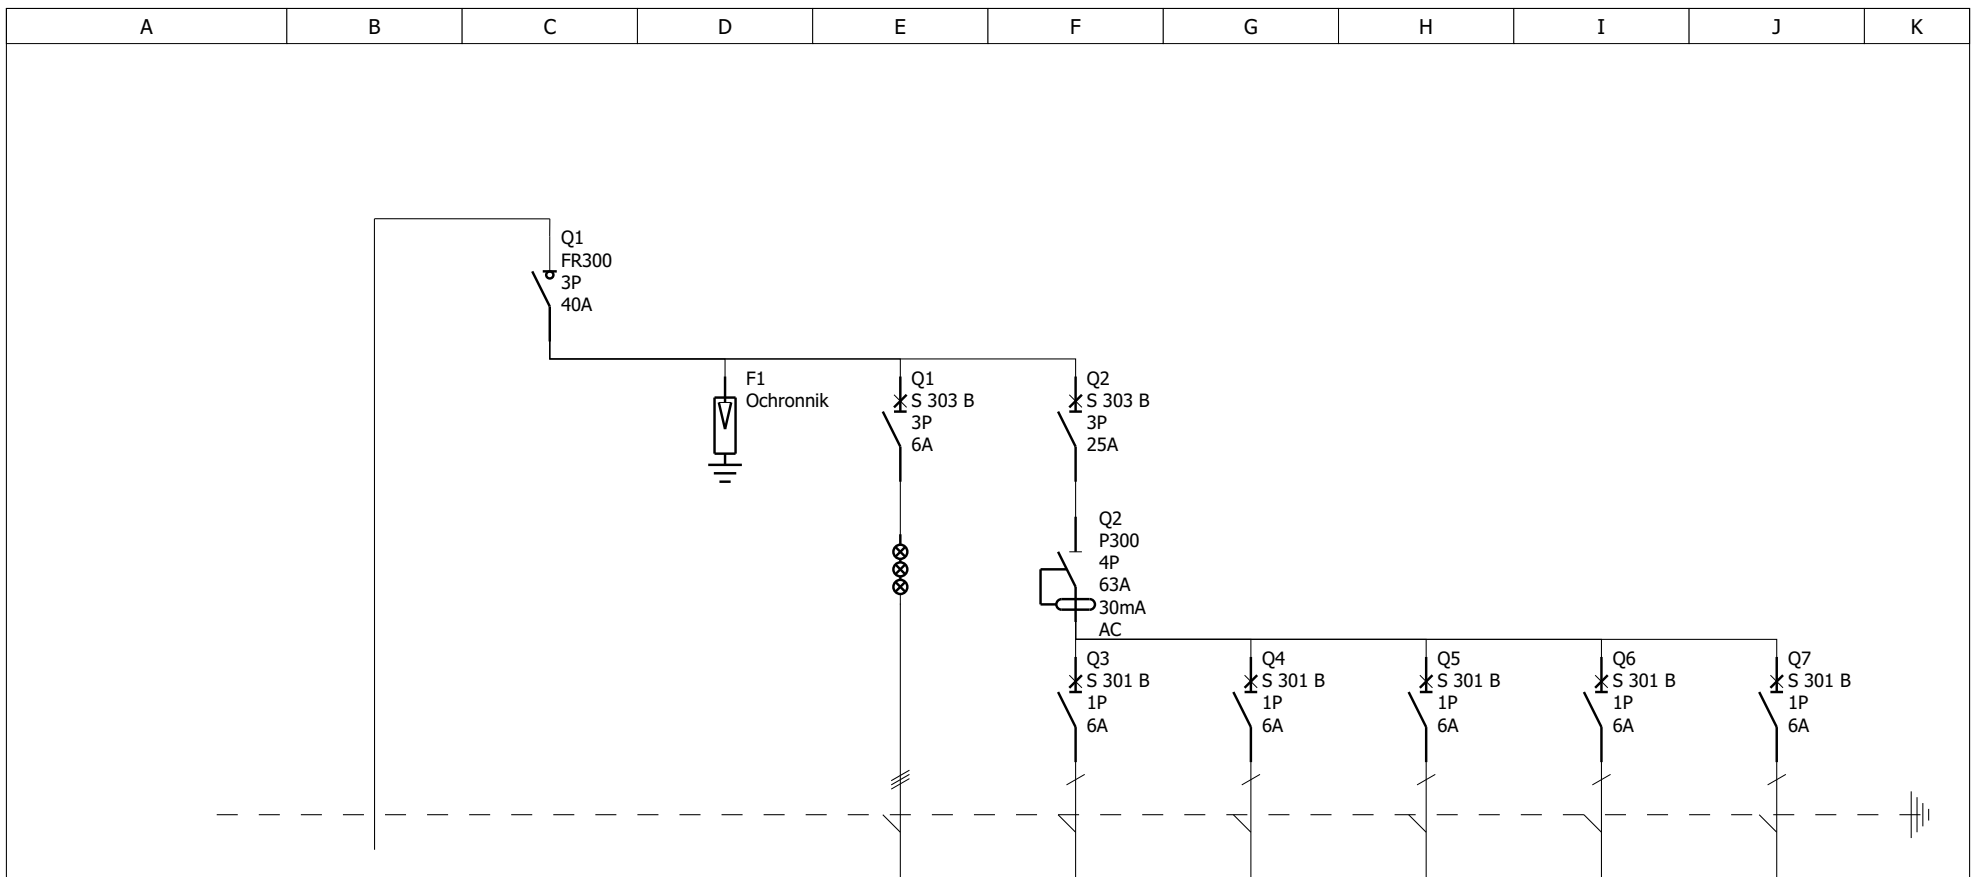 A B C D E F G H I J K
Q1
FR300
3P
40A
F1
Ochronnik
Q1
S 303 B
3P
6A
Q2
S 303 B
3P
25A
Q2
P300
4P
63A
30mA
AC
Q3
S 301 B
1P
6A
Q4
S 301 B
1P
6A
Q5
S 301 B
1P
6A
Q6
S 301 B
1P
6A
Q7
S 301 B
1P
6A